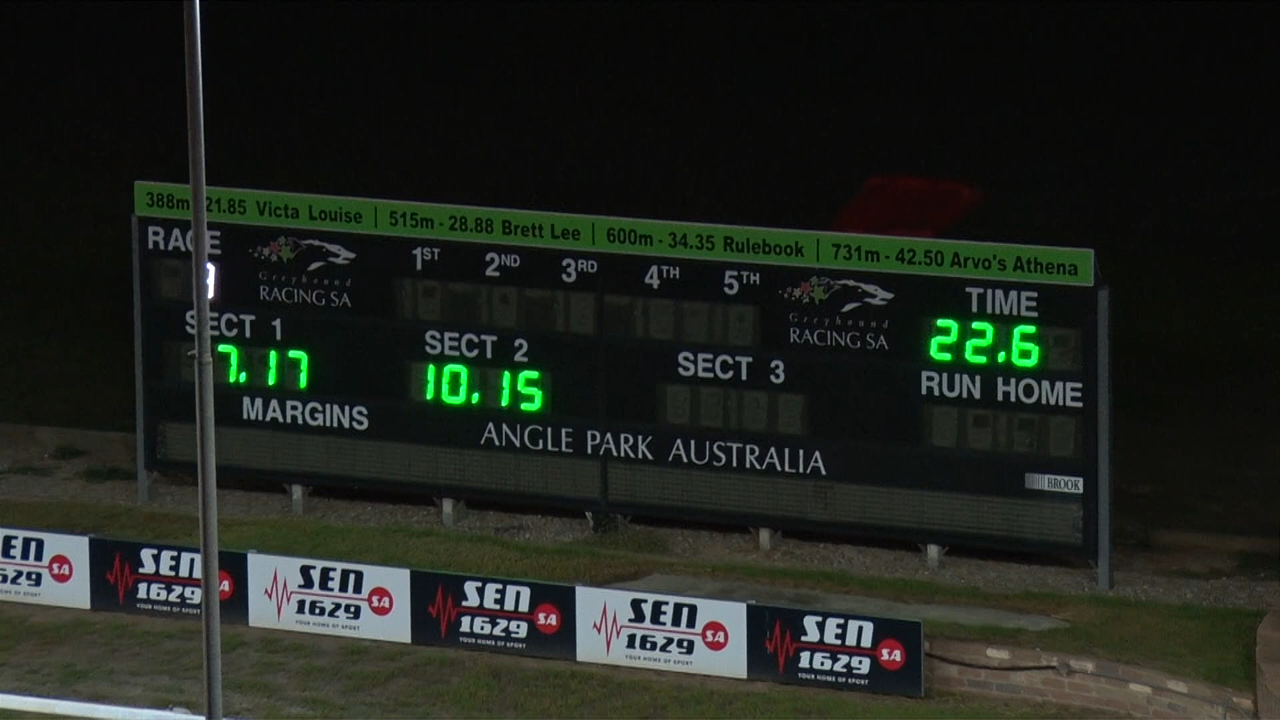 388m 21.85 Victa Louise | 515m - 28.88 Brett Lee | 600m - 34.35 Rulebook | 731m - 42.50 Arvo's Athena
RACE
Greyhound
RACING SA
1ST 2ND 3RD 4TH 5TH
Greyhound
RACING SA
TIME
22.6
SECT 1
7.17
SECT 2
10.15
SECT 3
RUN HOME
MARGINS
ANGLE PARK AUSTRALIA
BROOK
EN SA
629
SEN SA
1629
YOUR HOME OF SPORT
SEN SA
1629
YOUR HOME OF SPORT
SEN SA
1629
YOUR HOME OF SPORT
SEN SA
1629
YOUR HOME OF SPORT
SEN SA
1629
YOUR HOME OF SPORT